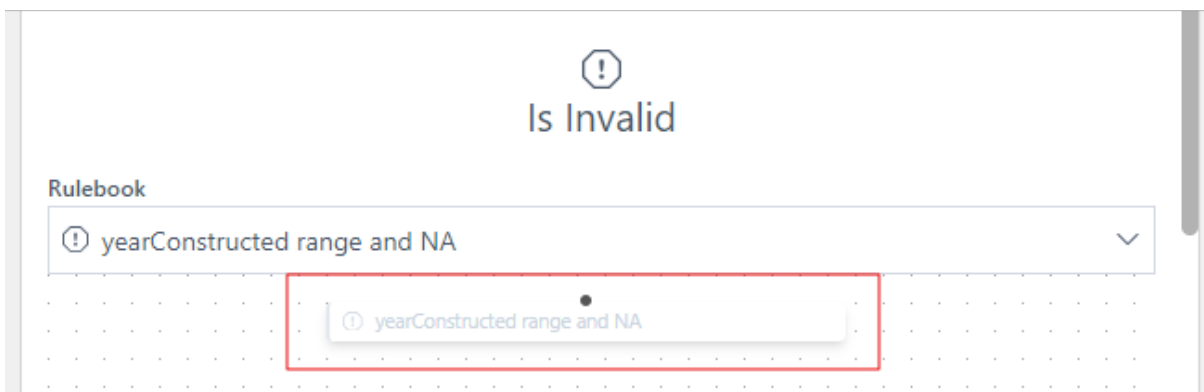 Is Invalid
Rulebook
yearConstructed range and NA
yearConstructed range and NA